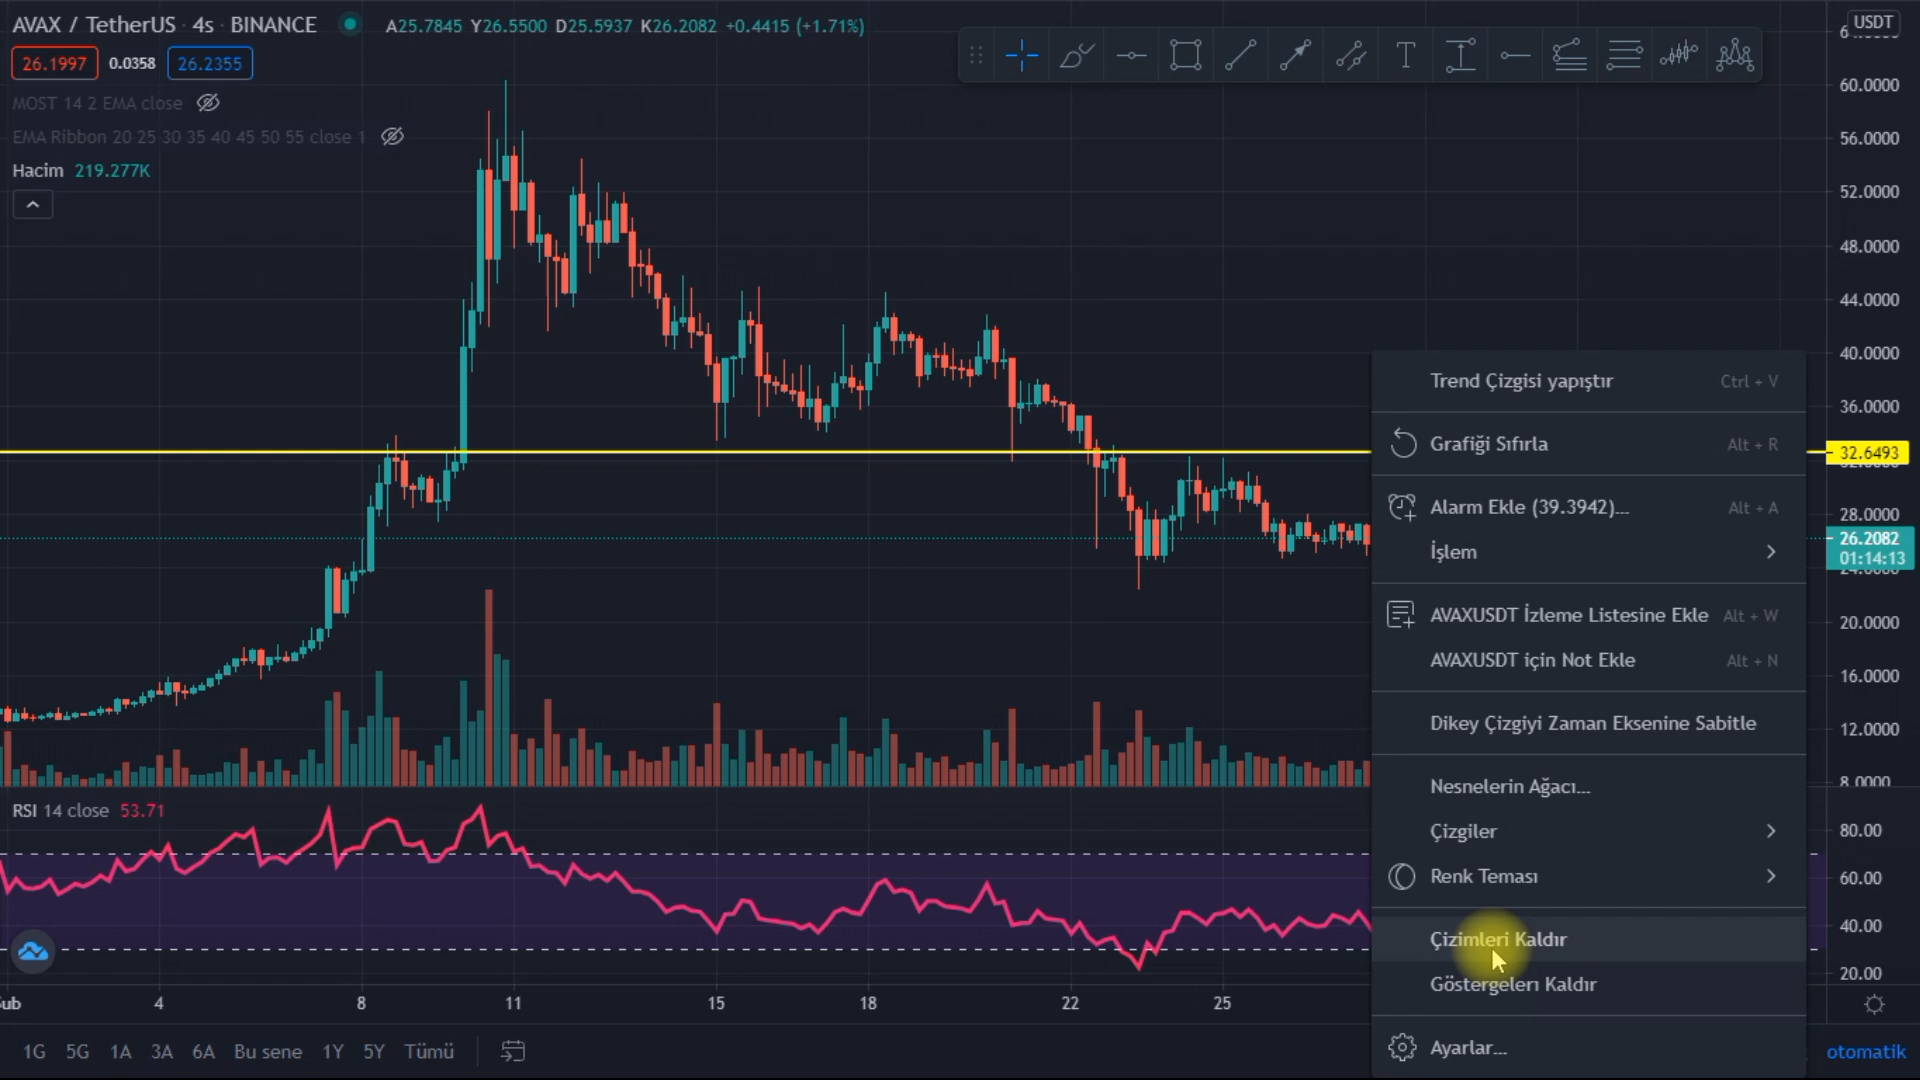 AVAX / TetherUS · 4s · BINANCE
A25.7845 Y26.5500 D25.5937 K26.2082 +0.4415 (+1.71%)
26.1997 0.0358 26.2355
MOST 14 2 EMA close
EMA Ribbon 20 25 30 35 40 45 50 55 close 1
Hacim 219.277K
T
USDT
60.0000
56.0000
52.0000
48.0000
44.0000
40.0000
36.0000
32.6493
28.0000
26.2082
01:14:13
20.0000
16.0000
12.0000
8.0000
Trend Çizgisi yapıştır Ctrl + V
Grafiği Sıfırla Alt + R
Alarm Ekle (39.3942)... Alt + A
İşlem
AVAXUSDT İzleme Listesine Ekle Alt + W
AVAXUSDT için Not Ekle Alt + N
Dikey Çizgiyi Zaman Eksenine Sabitle
Nesnelerin Ağacı...
Çizgiler
Renk Teması
Çizimleri Kaldır
Göstergeleri Kaldır
Ayarlar...
RSI 14 close 53.71
80.00
60.00
40.00
20.00
ub 4 8 11 15 18 22 25
1G 5G 1A 3A 6A Bu sene 1Y 5Y Tümü
otomatik